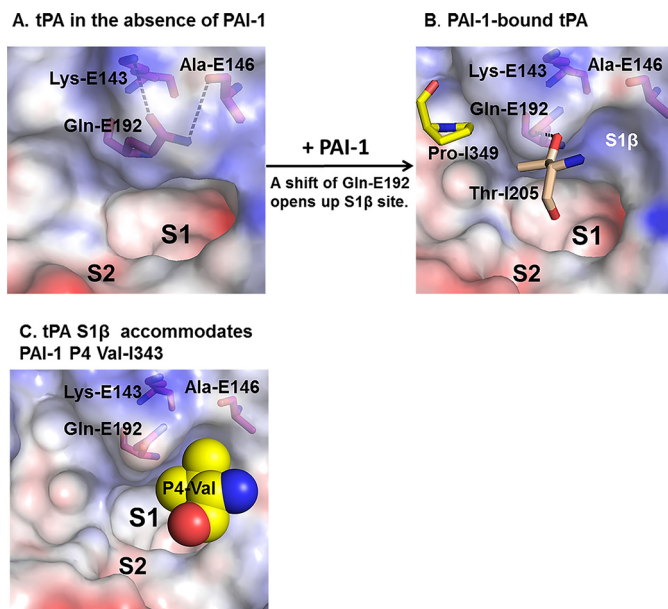 A. tPA in the absence of PAI-1
Lys-E143
Ala-E146
Gln-E192
S1
S2
+ PAI-1
A shift of Gln-E192
opens up S1β site.
B. PAI-1-bound tPA
Lys-E143
Ala-E146
Gln-E192
S1β
Pro-I349
Thr-I205
S1
S2
C. tPA S1β accommodates
PAI-1 P4 Val-I343
Lys-E143
Ala-E146
Gln-E192
P4-Val
S1
S2